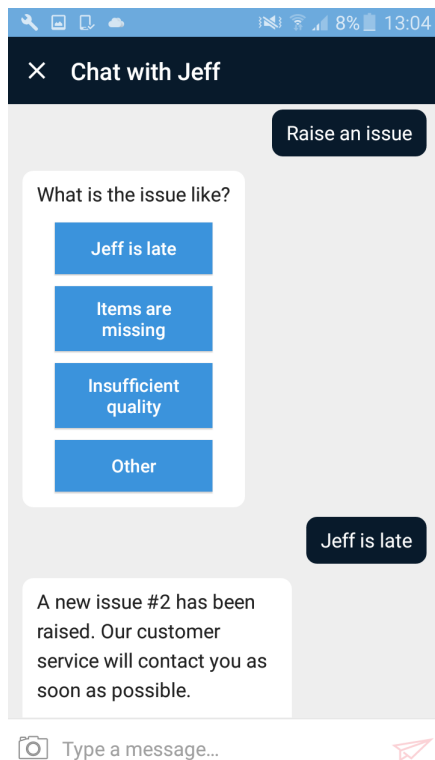 8% 13:04
Chat with Jeff
Raise an issue
What is the issue like?
Jeff is late
Items are
missing
Insufficient
quality
Other
Jeff is late
A new issue #2 has been
raised. Our customer
service will contact you as
soon as possible.
Type a message...